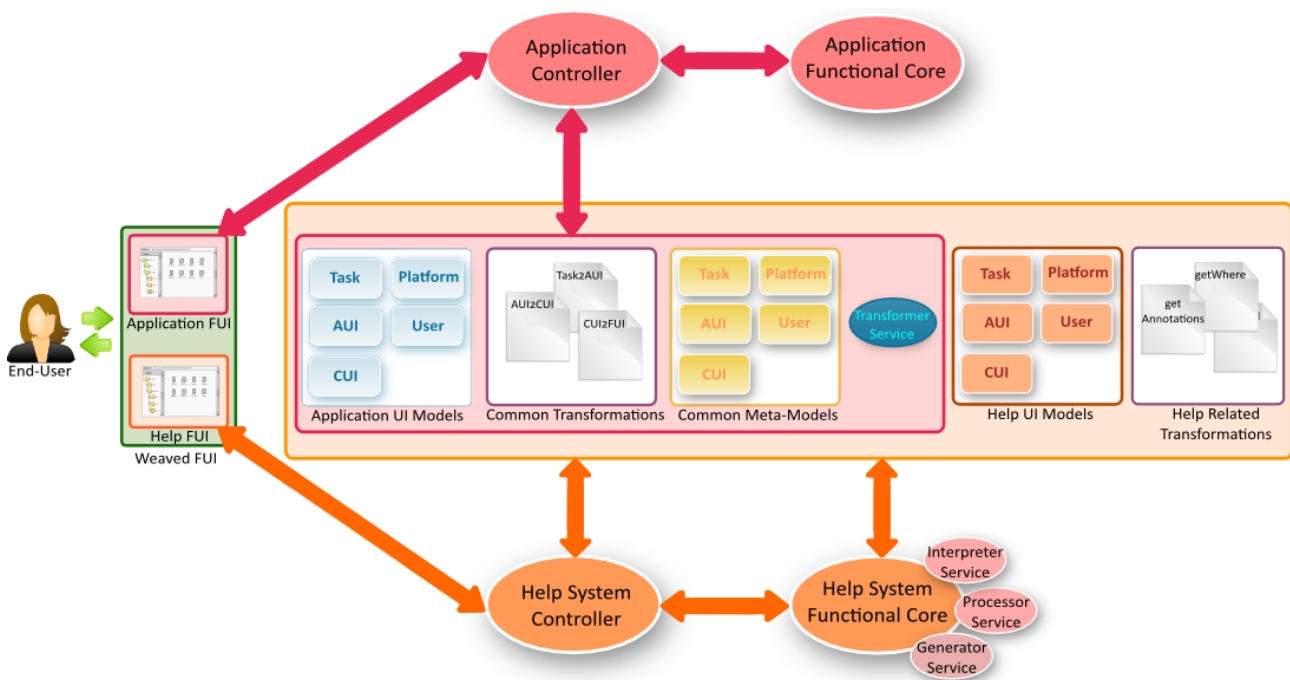 Application
Controller
Application
Functional Core
Application FUI
End-User
Help FUI
Weaved FUI
Task
Platform
AUI
User
CUI
Application UI Models
Task2AUI
AUI2CUI
CUI2FUI
Common Transformations
Task
Platform
AUI
User
CUI
Common Meta-Models
Transformer
Service
Task
Platform
AUI
User
CUI
Help UI Models
getWhere
get
Annotations
Help Related
Transformations
Help System
Controller
Help System
Functional Core
Interpreter
Service
Processor
Service
Generator
Service